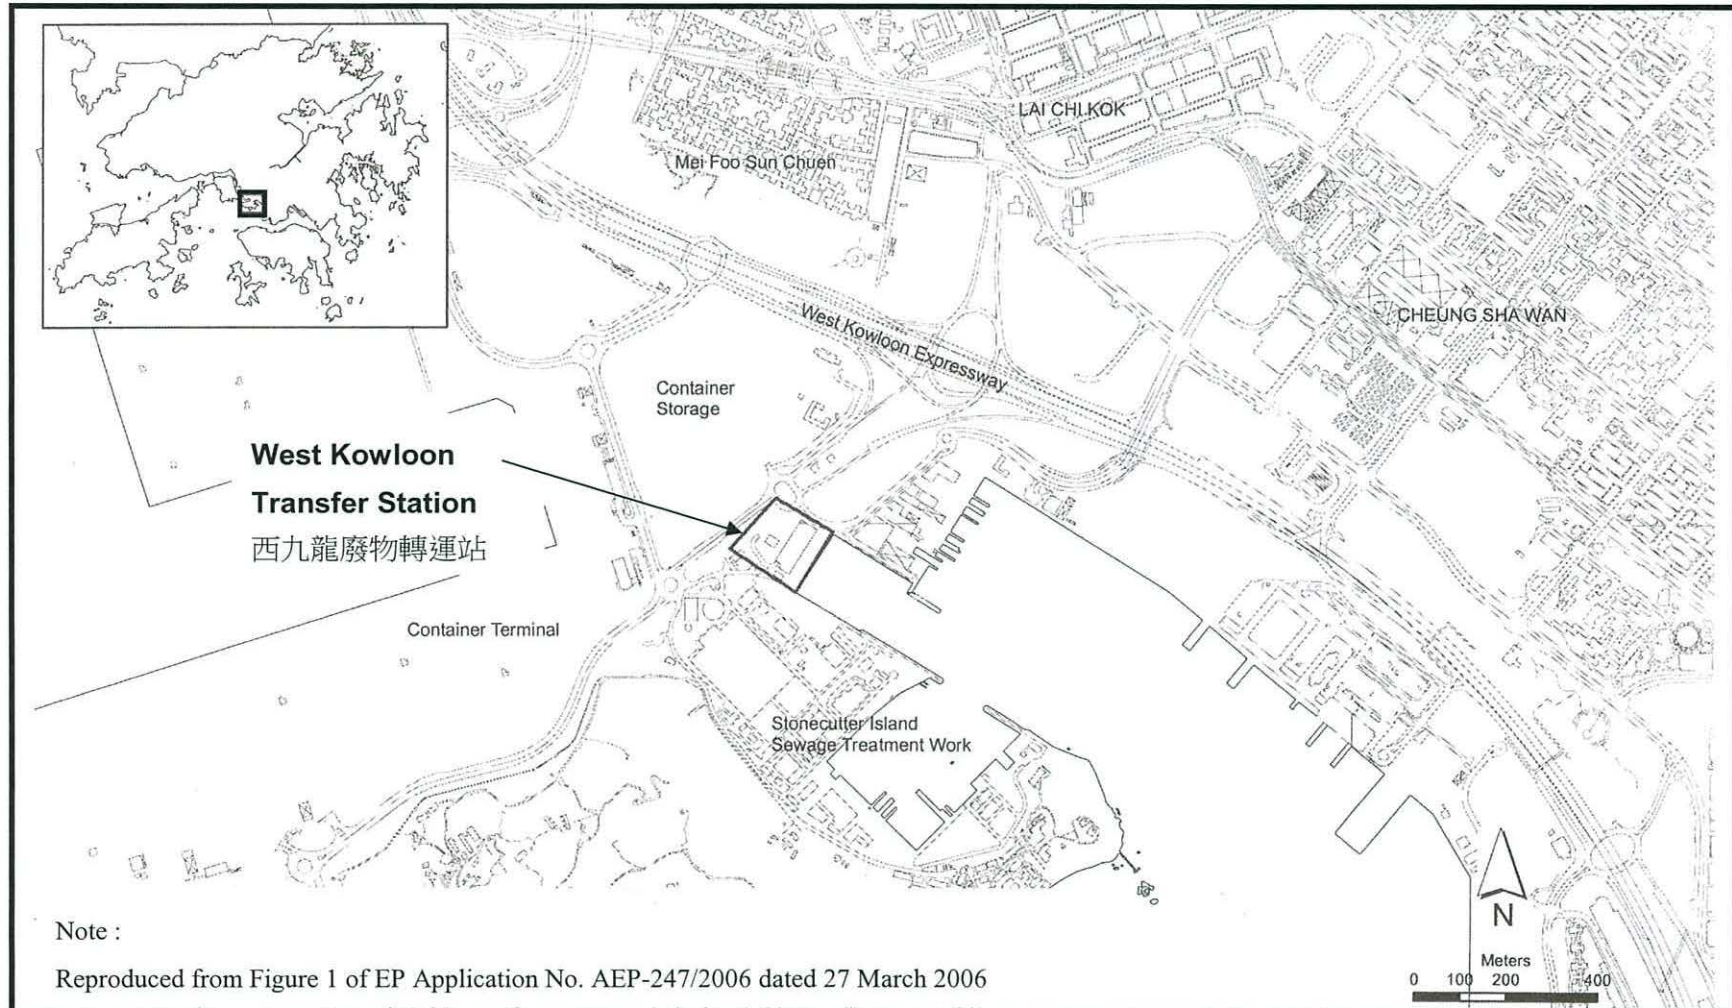 LAI CHI KOK
Mei Foo Sun Chuen
West Kowloon Expressway
CHEUNG SHA WAN
Container
Storage
West Kowloon
Transfer Station
西九龍廢物轉運站
Container Terminal
Stonecutter Island
Sewage Treatment Work
N
Meters
0 100 200 400
Note :
Reproduced from Figure 1 of EP Application No. AEP-247/2006 dated 27 March 2006